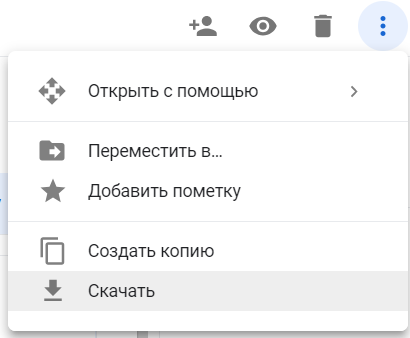 Открыть с помощью
Переместить в...
Добавить пометку
Создать копию
Скачать